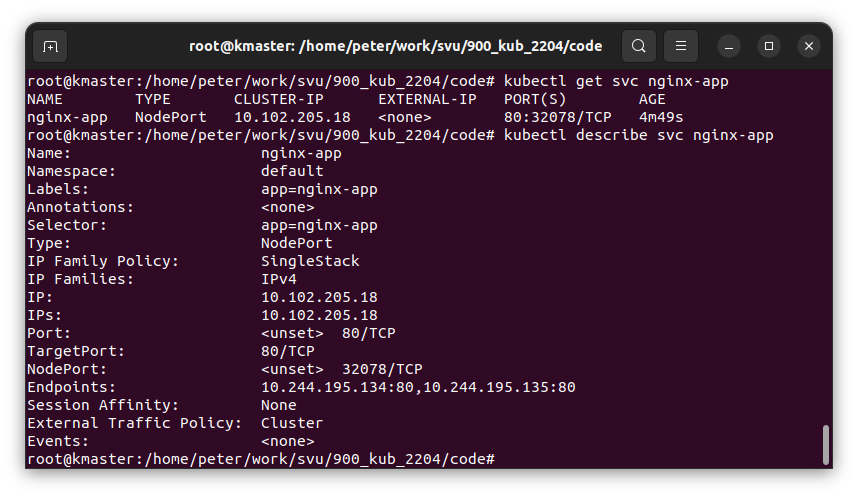 root@kmaster: /home/peter/work/svu/900_kub_2204/code
root@kmaster:/home/peter/work/svu/900_kub_2204/code# kubectl get svc nginx-app
NAME        TYPE       CLUSTER-IP      EXTERNAL-IP   PORT(S)        AGE
nginx-app   NodePort   10.102.205.18   <none>        80:32078/TCP   4m49s
root@kmaster:/home/peter/work/svu/900_kub_2204/code# kubectl describe svc nginx-app
Name:                     nginx-app
Namespace:                default
Labels:                   app=nginx-app
Annotations:              <none>
Selector:                 app=nginx-app
Type:                     NodePort
IP Family Policy:         SingleStack
IP Families:              IPv4
IP:                       10.102.205.18
IPs:                      10.102.205.18
Port:                     <unset>  80/TCP
TargetPort:               80/TCP
NodePort:                 <unset>  32078/TCP
Endpoints:                10.244.195.134:80,10.244.195.135:80
Session Affinity:         None
External Traffic Policy:  Cluster
Events:                   <none>
root@kmaster:/home/peter/work/svu/900_kub_2204/code#